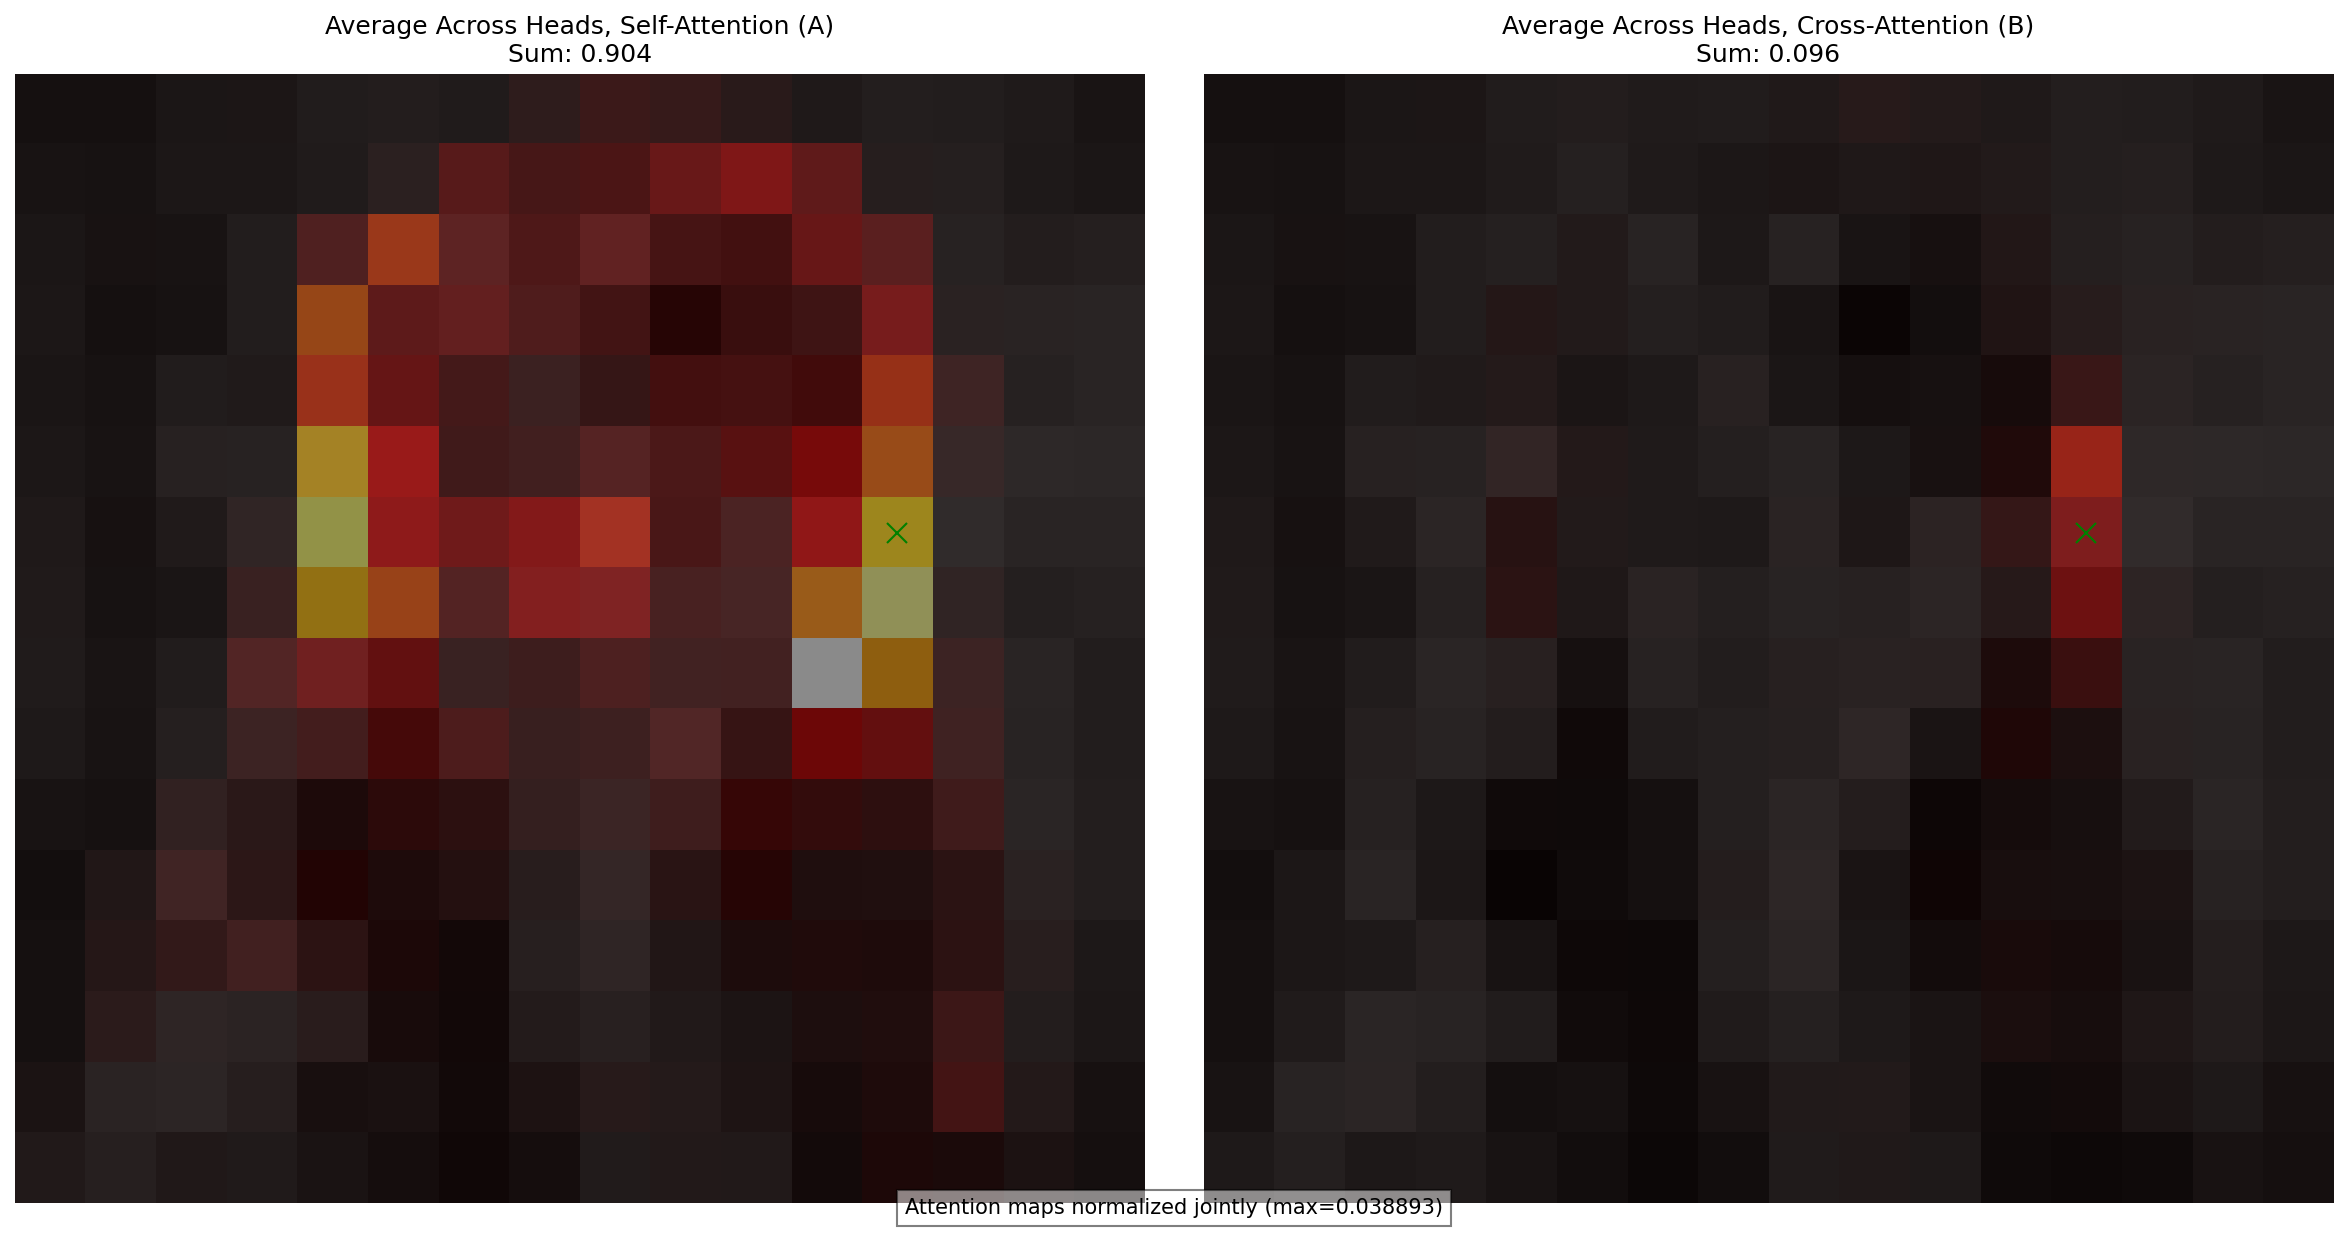 Average Across Heads, Self-Attention (A)
Sum: 0.904
Average Across Heads, Cross-Attention (B)
Sum: 0.096
Attention maps normalized jointly (max=0.038893)